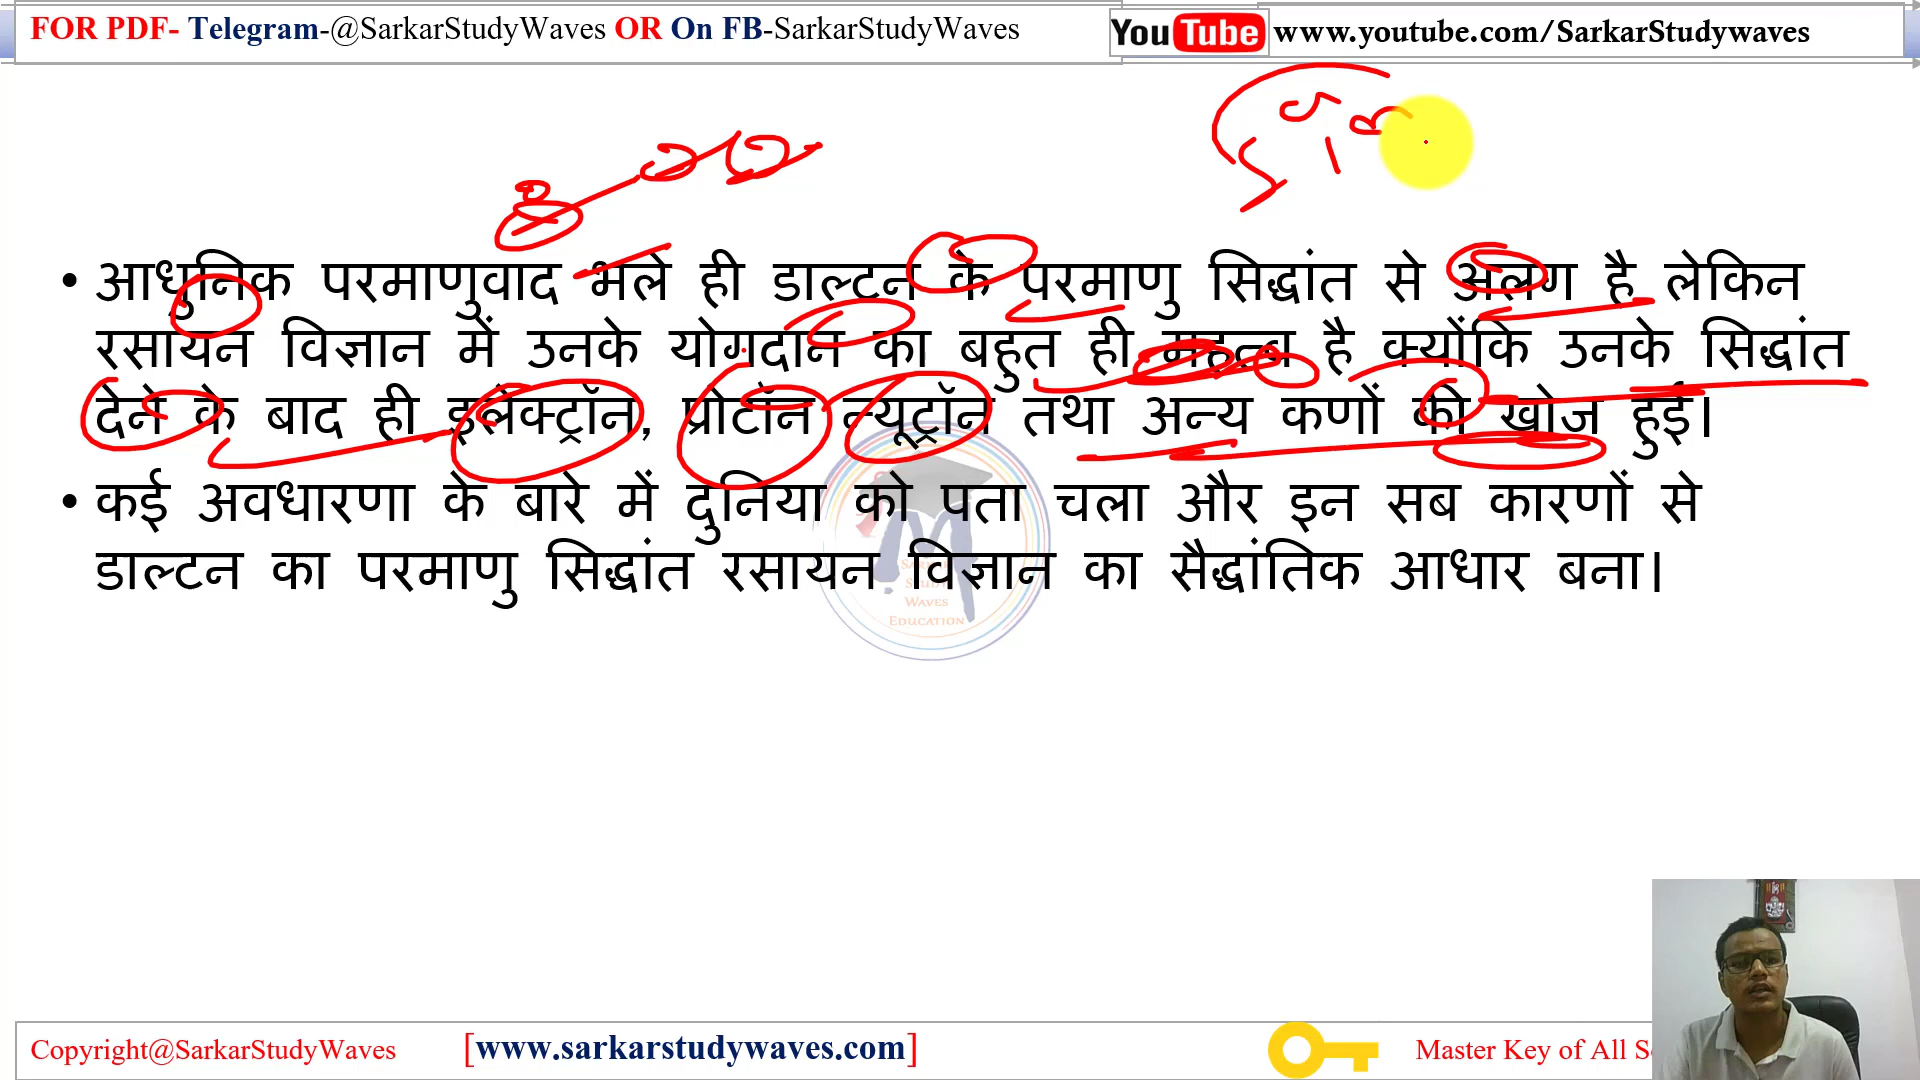 FOR PDF- Telegram-@SarkarStudyWaves OR On FB-SarkarStudyWaves
YouTube www.youtube.com/SarkarStudywaves
• आधुनिक परमाणुवाद भले ही डाल्टन के परमाणु सिद्धांत से अलग है लेकिन
रसायन विज्ञान में उनके योगदान का बहुत ही महत्व है क्योंकि उनके सिद्धांत
देने के बाद ही इलेक्ट्रॉन, प्रोटॉन न्यूट्रॉन तथा अन्य कणों की खोज हुई।
• कई अवधारणा के बारे में दुनिया को पता चला और इन सब कारणों से
डाल्टन का परमाणु सिद्धांत रसायन विज्ञान का सैद्धांतिक आधार बना।
Waves
Education
Copyright@SarkarStudyWaves [www.sarkarstudywaves.com] Master Key of All